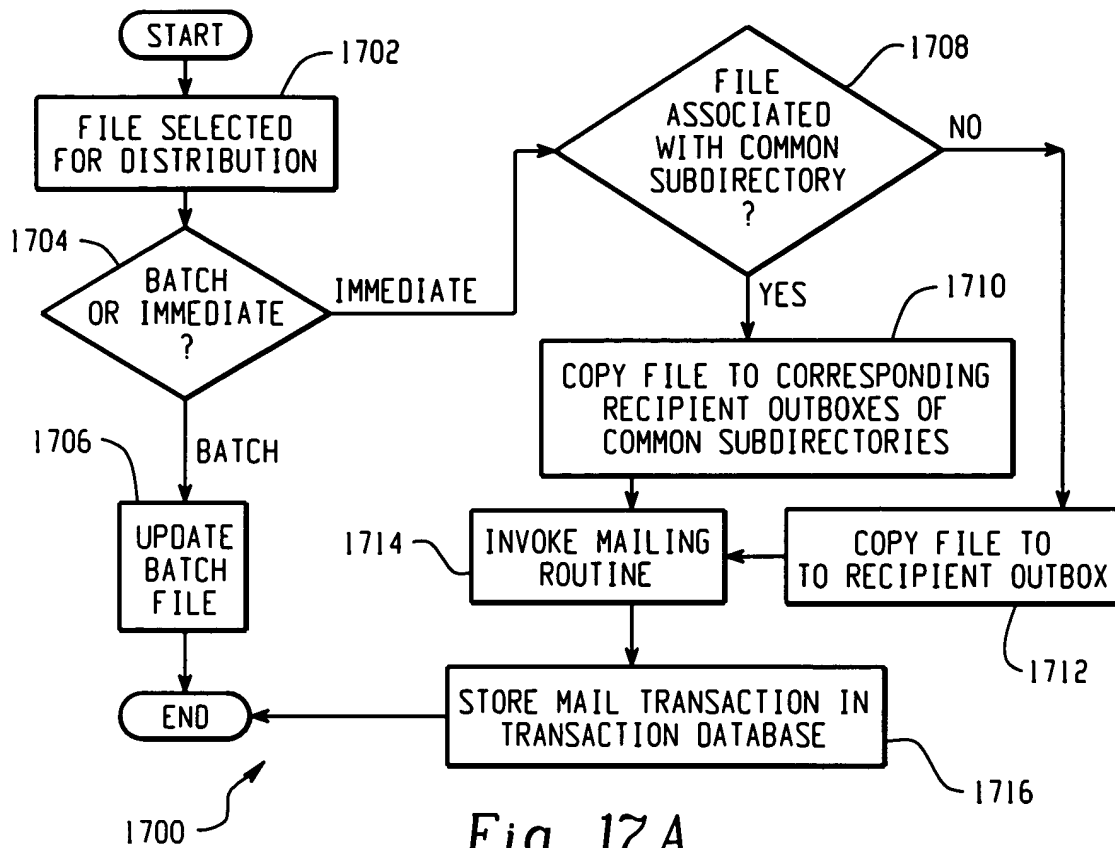 START
1702
FILE SELECTED
FOR DISTRIBUTION
1704
BATCH
OR IMMEDIATE
?
IMMEDIATE
BATCH
1706
UPDATE
BATCH
FILE
END
1700
1708
FILE
ASSOCIATED
WITH COMMON
SUBDIRECTORY
?
NO
YES
1710
COPY FILE TO CORRESPONDING
RECIPIENT OUTBOXES OF
COMMON SUBDIRECTORIES
1714
INVOKE MAILING
ROUTINE
COPY FILE TO
TO RECIPIENT OUTBOX
1712
STORE MAIL TRANSACTION IN
TRANSACTION DATABASE
1716
Fig. 17A